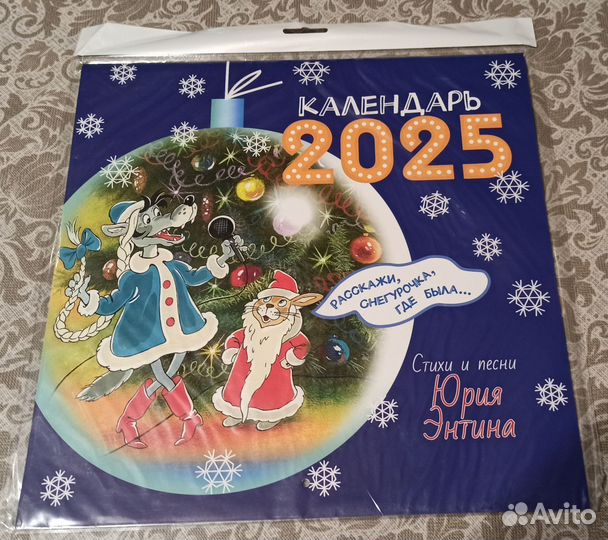 КАЛЕНДАРЬ
2025
РАССКАЖИ,
СНЕГУРОЧКА,
ГДЕ БЫЛА...
Стихи и песни
Юрия
Энтина
Avito